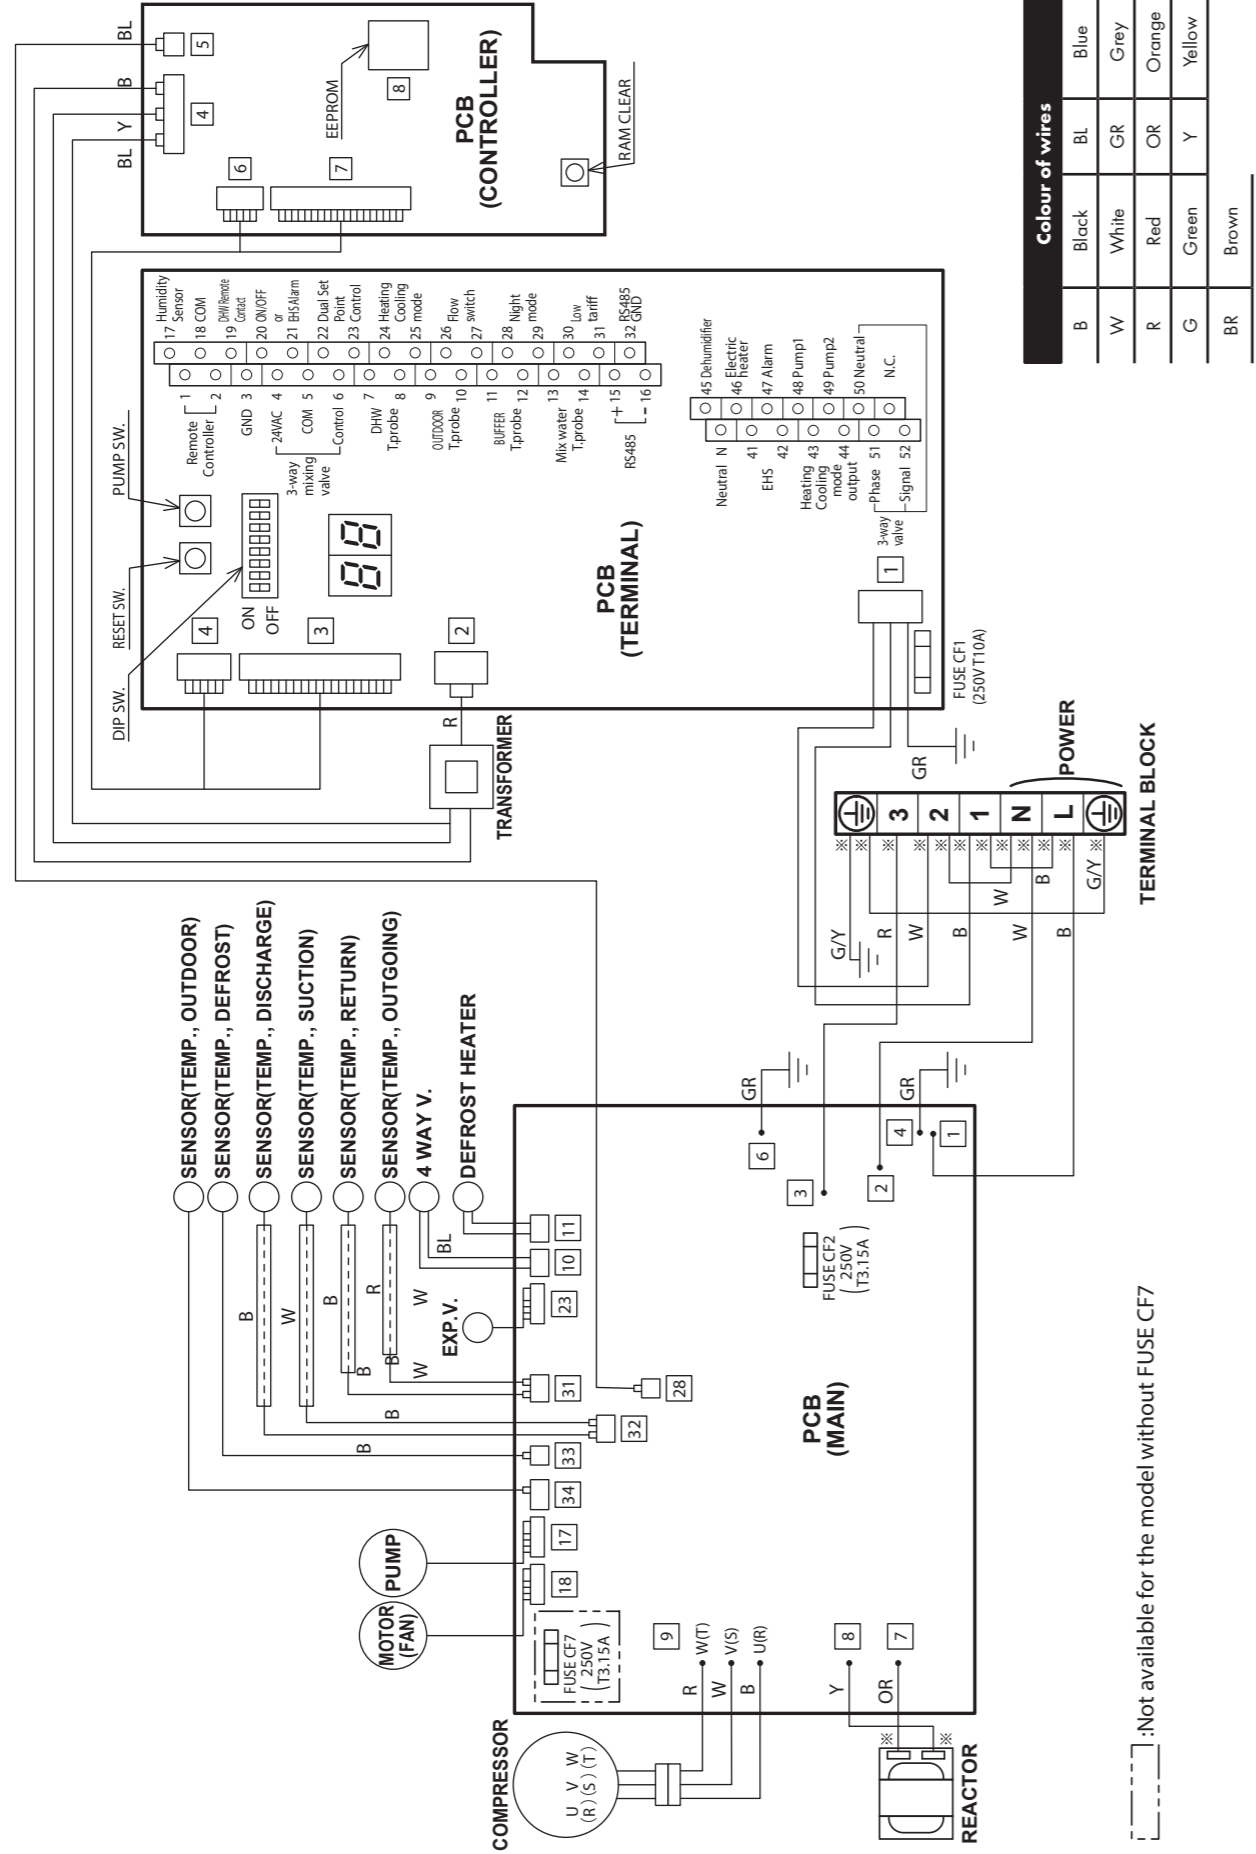 BL
B
Y
BL
5
4
6
7
8
EEPROM
PCB
(CONTROLLER)
RAM CLEAR
PUMP SW.
RESET SW.
DIP SW.
ON
OFF
4
3
2
R
TRANSFORMER
PCB
(TERMINAL)
Remote
Controller
1
2
GND 3
3-way
mixing
valve
24VAC 4
COM 5
Control 6
DHW 7
T.probe 8
OUTDOOR 9
T.probe 10
BUFFER 11
T.probe 12
Mix water 13
T.probe 14
RS485
+ 15
- 16
17 Humidity
Sensor
18 COM
19 DHW Remote
Contact
20 ON/OFF
or
21 EHS Alarm
22 Dual Set
Point
23 Control
24 Heating
Cooling
25 mode
26 Flow
switch
27
28 Night
mode
29
30 Low
tariff
31
32 RS485
GND
Neutral N
EHS
41
42
Heating
Cooling
mode
output
43
44
3-way
valve
Phase 51
Signal 52
45 Dehumidifier
46 Electric
heater
47 Alarm
48 Pump1
49 Pump2
50 Neutral
N.C.
1
FUSE CF1
(250V T10A)
GR
3
2
1
N
L
POWER
TERMINAL BLOCK
※
※
※
※
※
※
※
※
※
※
※
G/Y
R
W
B
W
B
W
B
G/Y
SENSOR(TEMP., OUTDOOR)
SENSOR(TEMP., DEFROST)
SENSOR(TEMP., DISCHARGE)
SENSOR(TEMP., SUCTION)
SENSOR(TEMP., RETURN)
SENSOR(TEMP., OUTGOING)
4 WAY V.
DEFROST HEATER
EXP.V.
PUMP
MOTOR
(FAN)
B
W
B
R
BL
W
B
B
W
B
B
11
10
23
31
28
32
33
34
17
18
FUSE CF7
250V
(T3.15A)
FUSE CF2
250V
(T3.15A)
PCB
(MAIN)
6
GR
3
2
4
GR
1
9
W(T)
V(S)
U(R)
8
7
R
W
B
Y
OR
COMPRESSOR
U V W
(R) (S) (T)
※
※
REACTOR
:Not available for the model without FUSE CF7
Colour of wires
B Black BL Blue
W White GR Grey
R Red OR Orange
G Green Y Yellow
BR Brown